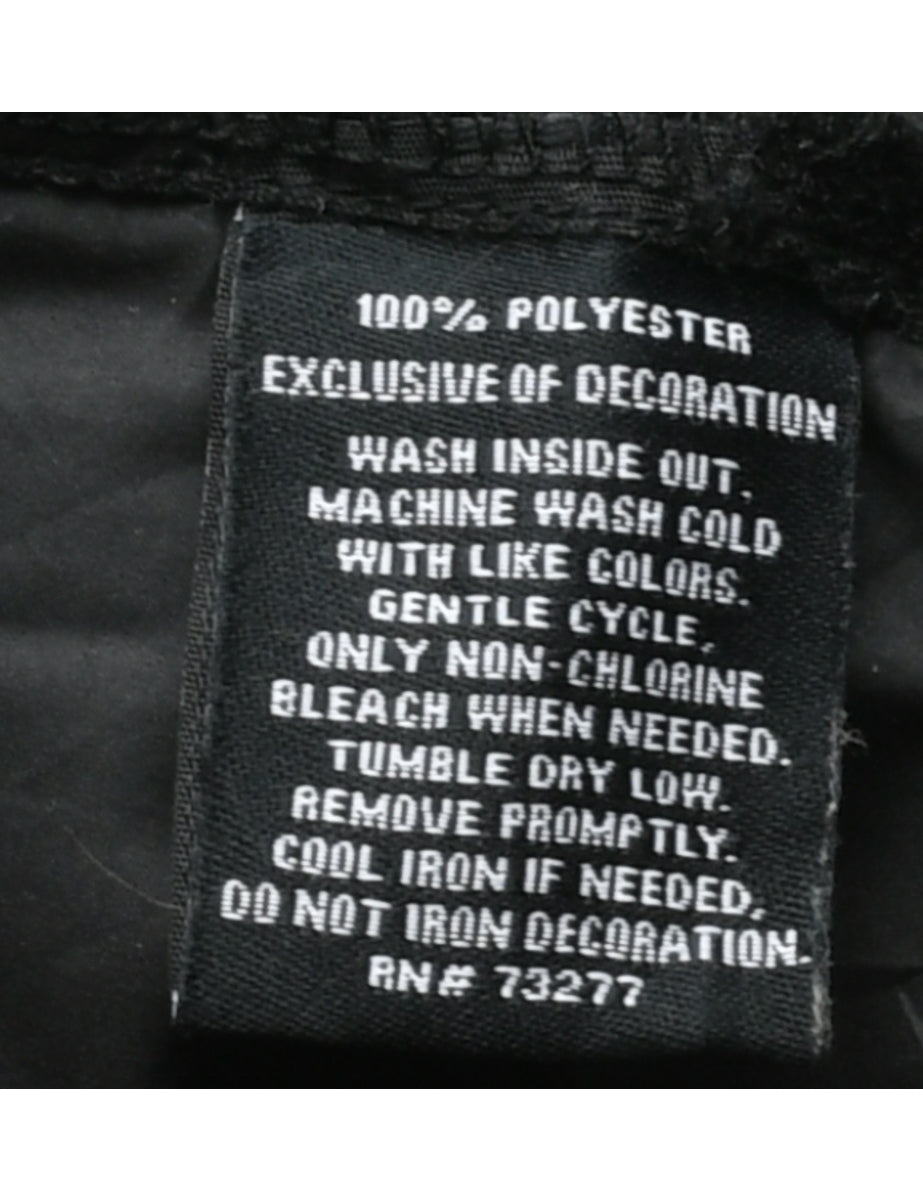 100% POLYESTER
EXCLUSIVE OF DECORATION
WASH INSIDE OUT.
MACHINE WASH COLD
WITH LIKE COLORS.
GENTLE CYCLE.
ONLY NON-CHLORINE
BLEACH WHEN NEEDED.
TUMBLE DRY LOW.
REMOVE PROMPTLY.
COOL IRON IF NEEDED.
DO NOT IRON DECORATION.
RN# 73277